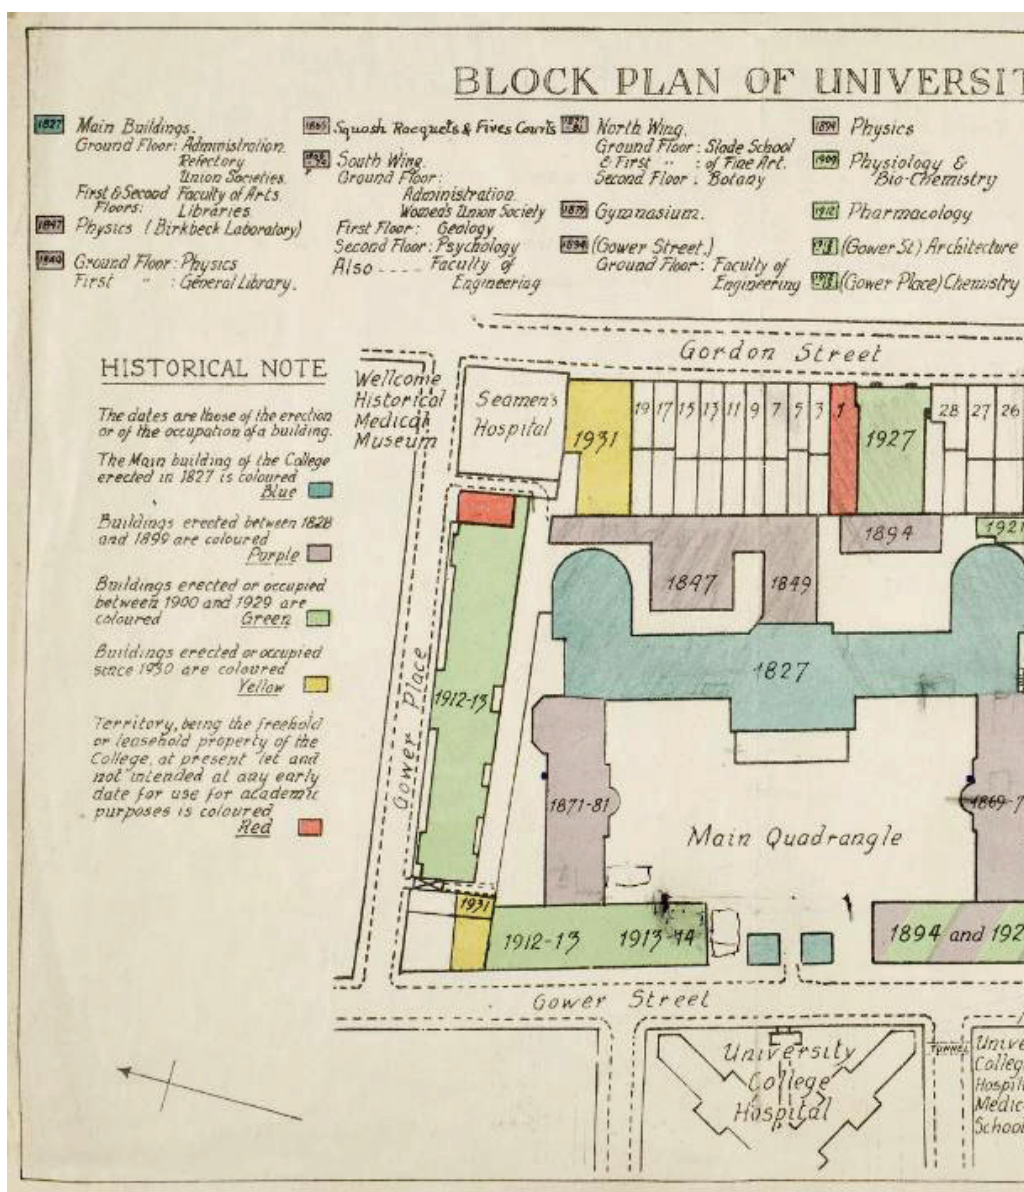 BLOCK PLAN OF UNIVERSIT
1827 Main Buildings.
Ground Floor: Administration.
Refectory
Union Societies.
First & Second Faculty of Arts
Floors: Libraries
1847 Physics (Birkbeck Laboratory)
1849 Ground Floor: Physics
First " : General Library.
Squash Racquets & Fives Courts
South Wing.
Ground Floor:
Administration.
Women's Union Society
First Floor: Geology
Second Floor: Psychology
Also ---- Faculty of
Engineering
North Wing.
Ground Floor: Slade School
& First " : of Fine Art.
Second Floor: Botany
1879 Gymnasium.
1894 (Gower Street.)
Ground Floor: Faculty of
Engineering
1894 Physics
1909 Physiology &
Bio-Chemistry
1912 Pharmacology
(Gower St) Architecture
(Gower Place) Chemistry
HISTORICAL NOTE
The dates are those of the erection
or of the occupation of a building.
The Main building of the College
erected in 1827 is coloured
Blue
Buildings erected between 1828
and 1899 are coloured
Purple
Buildings erected or occupied
between 1900 and 1929 are
coloured Green
Buildings erected or occupied
since 1930 are coloured
Yellow
Territory, being the freehold
or leasehold property of the
College, at present let and
not intended at any early
date for use for academic
purposes is coloured
Red
Gordon Street
Wellcome
Historical
Medical
Museum
Seamen's
Hospital
1931
19 17 15 13 11 9 7 5 3 1
1927
28 27 26
1894
1921
1847
1849
1827
Gower Place
1912-13
1871-81
Main Quadrangle
1869-7
1931
1912-13
1913-14
1894 and 192
Gower Street
University
College
Hospital
TUNNEL
Unive
College
Hospit
Medic
School